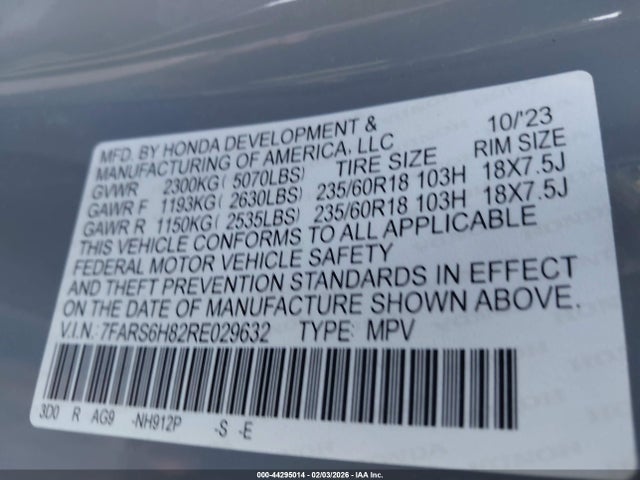 MFD. BY HONDA DEVELOPMENT & 10/'23
MANUFACTURING OF AMERICA, LLC
GVWR 2300KG ( 5070LBS) TIRE SIZE RIM SIZE
GAWR F 1193KG ( 2630LBS) 235/60R18 103H 18X7.5J
GAWR R 1150KG ( 2535LBS) 235/60R18 103H 18X7.5J
THIS VEHICLE CONFORMS TO ALL APPLICABLE
FEDERAL MOTOR VEHICLE SAFETY
AND THEFT PREVENTION STANDARDS IN EFFECT
ON THE DATE OF MANUFACTURE SHOWN ABOVE.
V.I.N.: 7FARS6H82RE029632 TYPE: MPV
3D0 R AG9 -NH912P -S -E
000-44295014 - 02/03/2026 - IAA Inc.